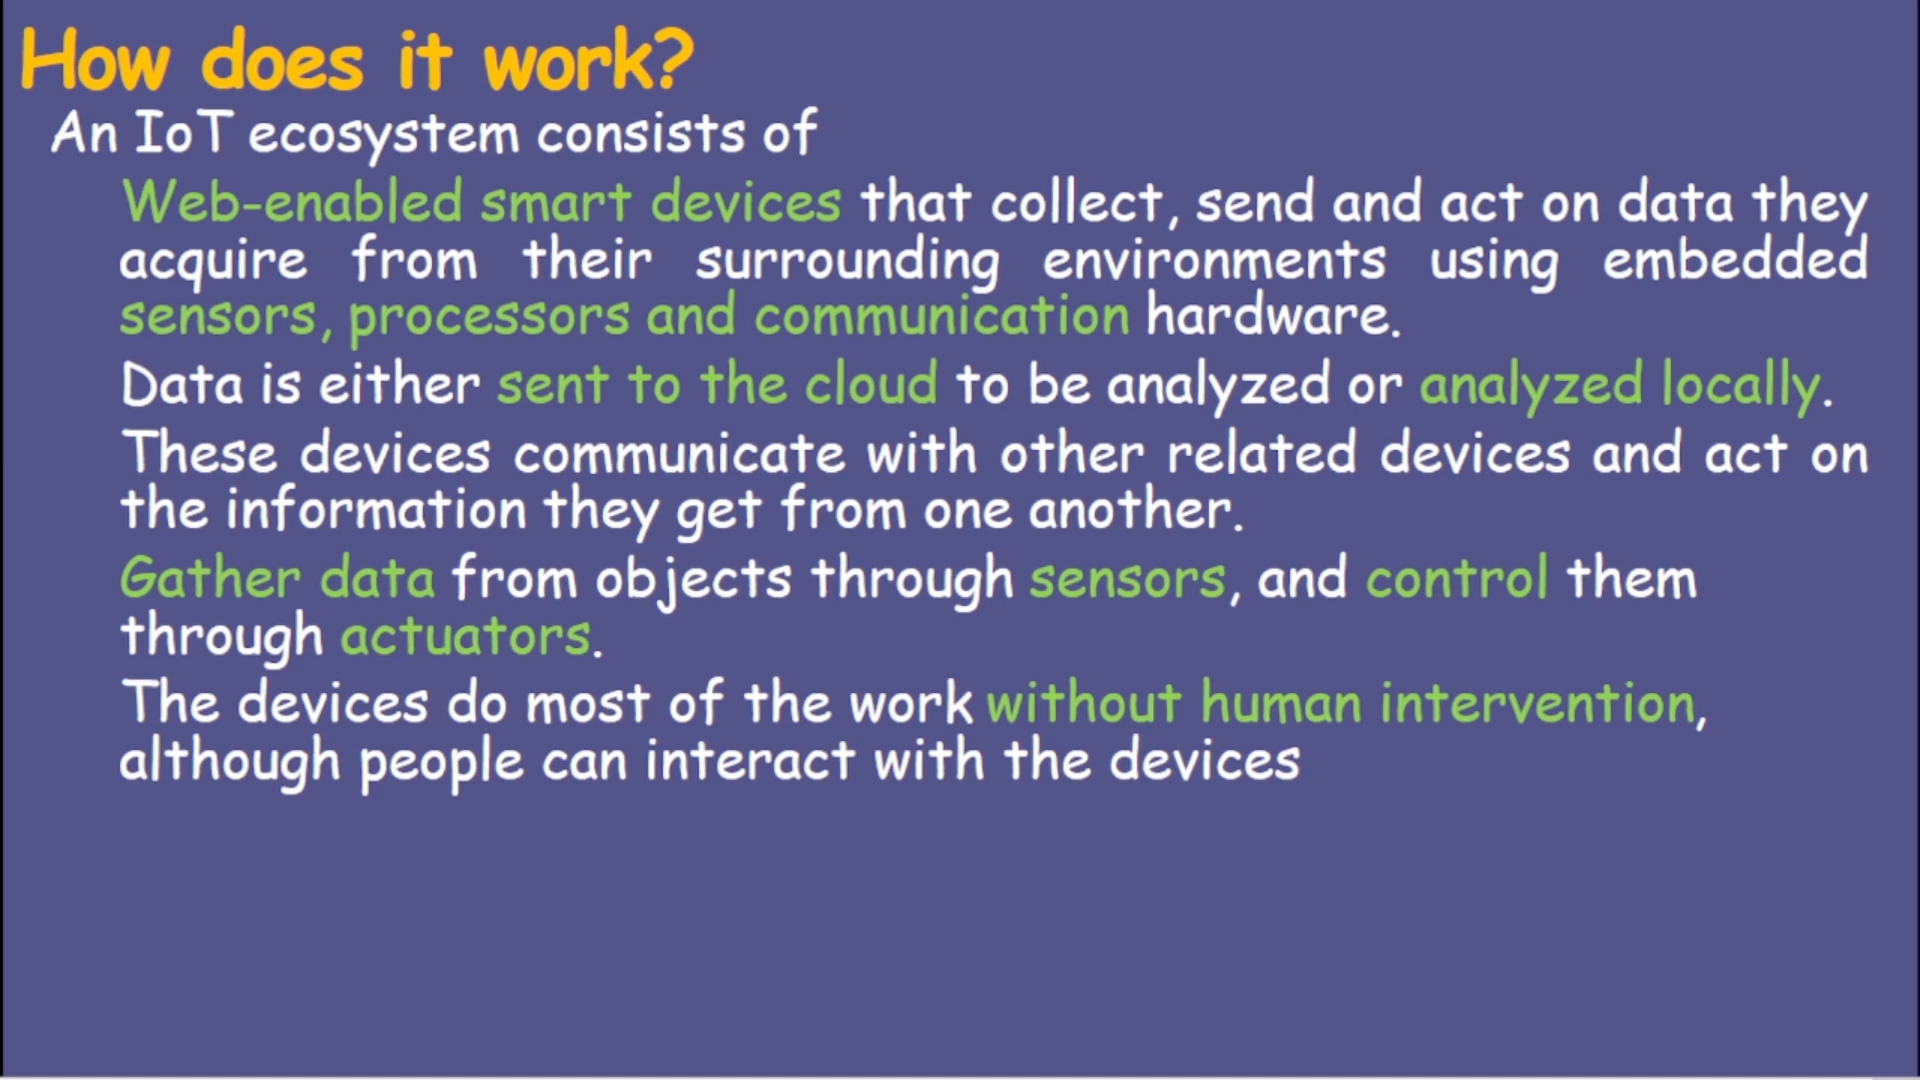 How does it work?
An IoT ecosystem consists of
Web-enabled smart devices that collect, send and act on data they
acquire from their surrounding environments using embedded
sensors, processors and communication hardware.
Data is either sent to the cloud to be analyzed or analyzed locally.
These devices communicate with other related devices and act on
the information they get from one another.
Gather data from objects through sensors, and control them
through actuators.
The devices do most of the work without human intervention,
although people can interact with the devices